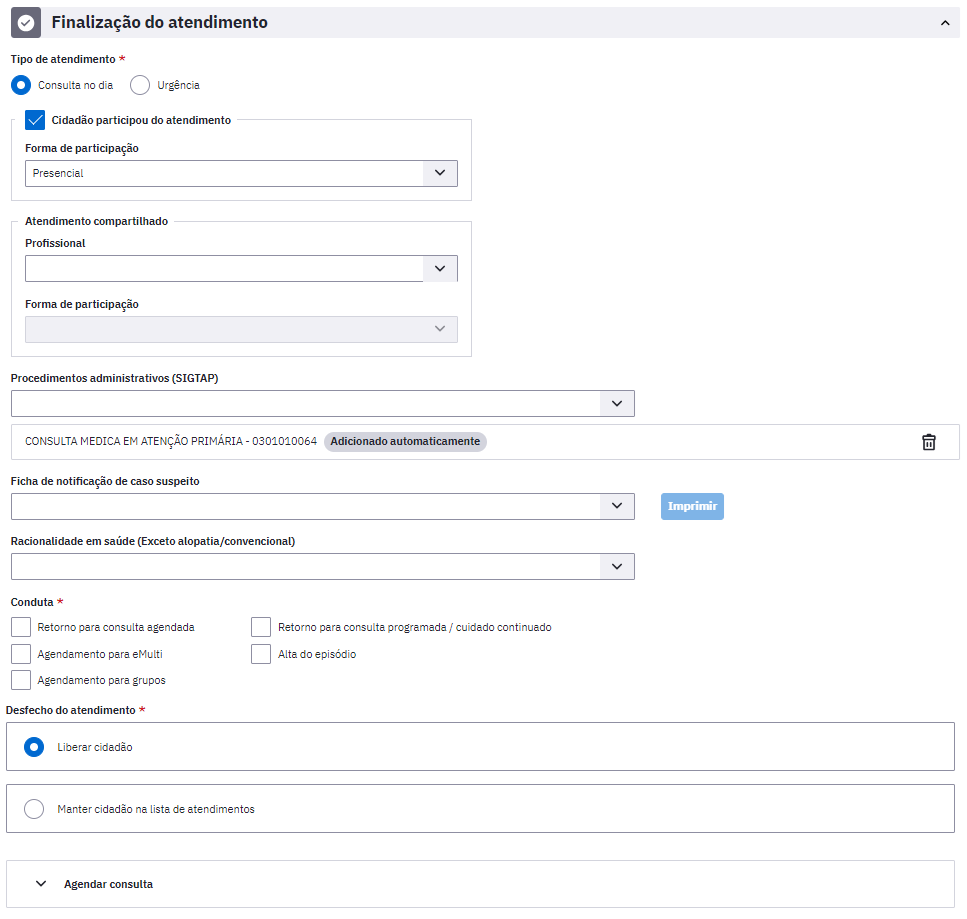 Finalização do atendimento
Tipo de atendimento *
Consulta no dia Urgência
Cidadão participou do atendimento
Forma de participação
Presencial
Atendimento compartilhado
Profissional
Forma de participação
Procedimentos administrativos (SIGTAP)
CONSULTA MEDICA EM ATENÇÃO PRIMÁRIA - 0301010064 Adicionado automaticamente
Ficha de notificação de caso suspeito
Imprimir
Racionalidade em saúde (Exceto alopatia/convencional)
Conduta *
Retorno para consulta agendada Retorno para consulta programada / cuidado continuado
Agendamento para eMulti Alta do episódio
Agendamento para grupos
Desfecho do atendimento *
Liberar cidadão
Manter cidadão na lista de atendimentos
Agendar consulta